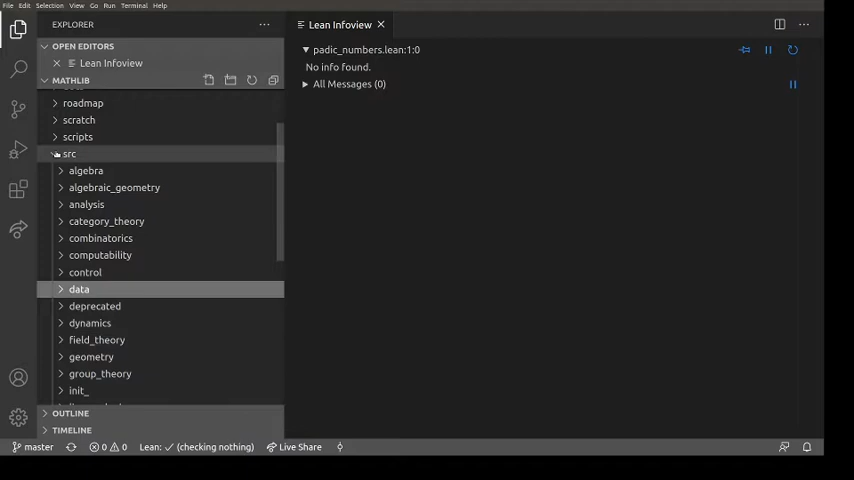 File Edit Selection View Go Run Terminal Help
EXPLORER
OPEN EDITORS
Lean Infoview
MATHLIB
roadmap
scratch
scripts
src
algebra
algebraic_geometry
analysis
category_theory
combinatorics
computability
control
data
deprecated
dynamics
field_theory
geometry
group_theory
init_
OUTLINE
TIMELINE
Lean Infoview
padic_numbers.lean:1:0
No info found.
All Messages (0)
master 0 0 Lean: ✓ (checking nothing) Live Share